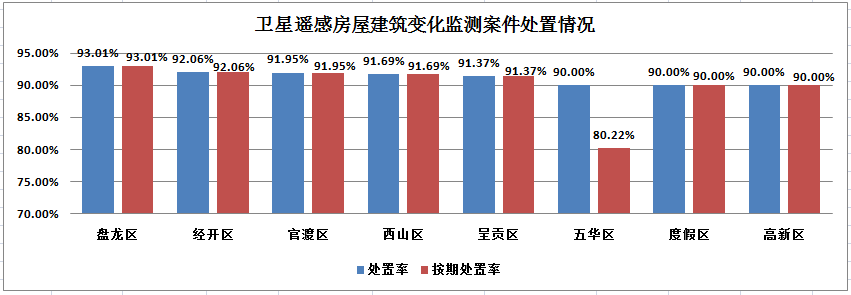 卫星遥感房屋建筑变化监测案件处置情况
95.00%
90.00%
85.00%
80.00%
75.00%
70.00%
93.01% 93.01% 92.06% 92.06% 91.95% 91.95% 91.69% 91.69% 91.37% 91.37% 90.00% 80.22% 90.00% 90.00% 90.00% 90.00%
盘龙区 经开区 官渡区 西山区 呈贡区 五华区 度假区 高新区
处置率 按期处置率